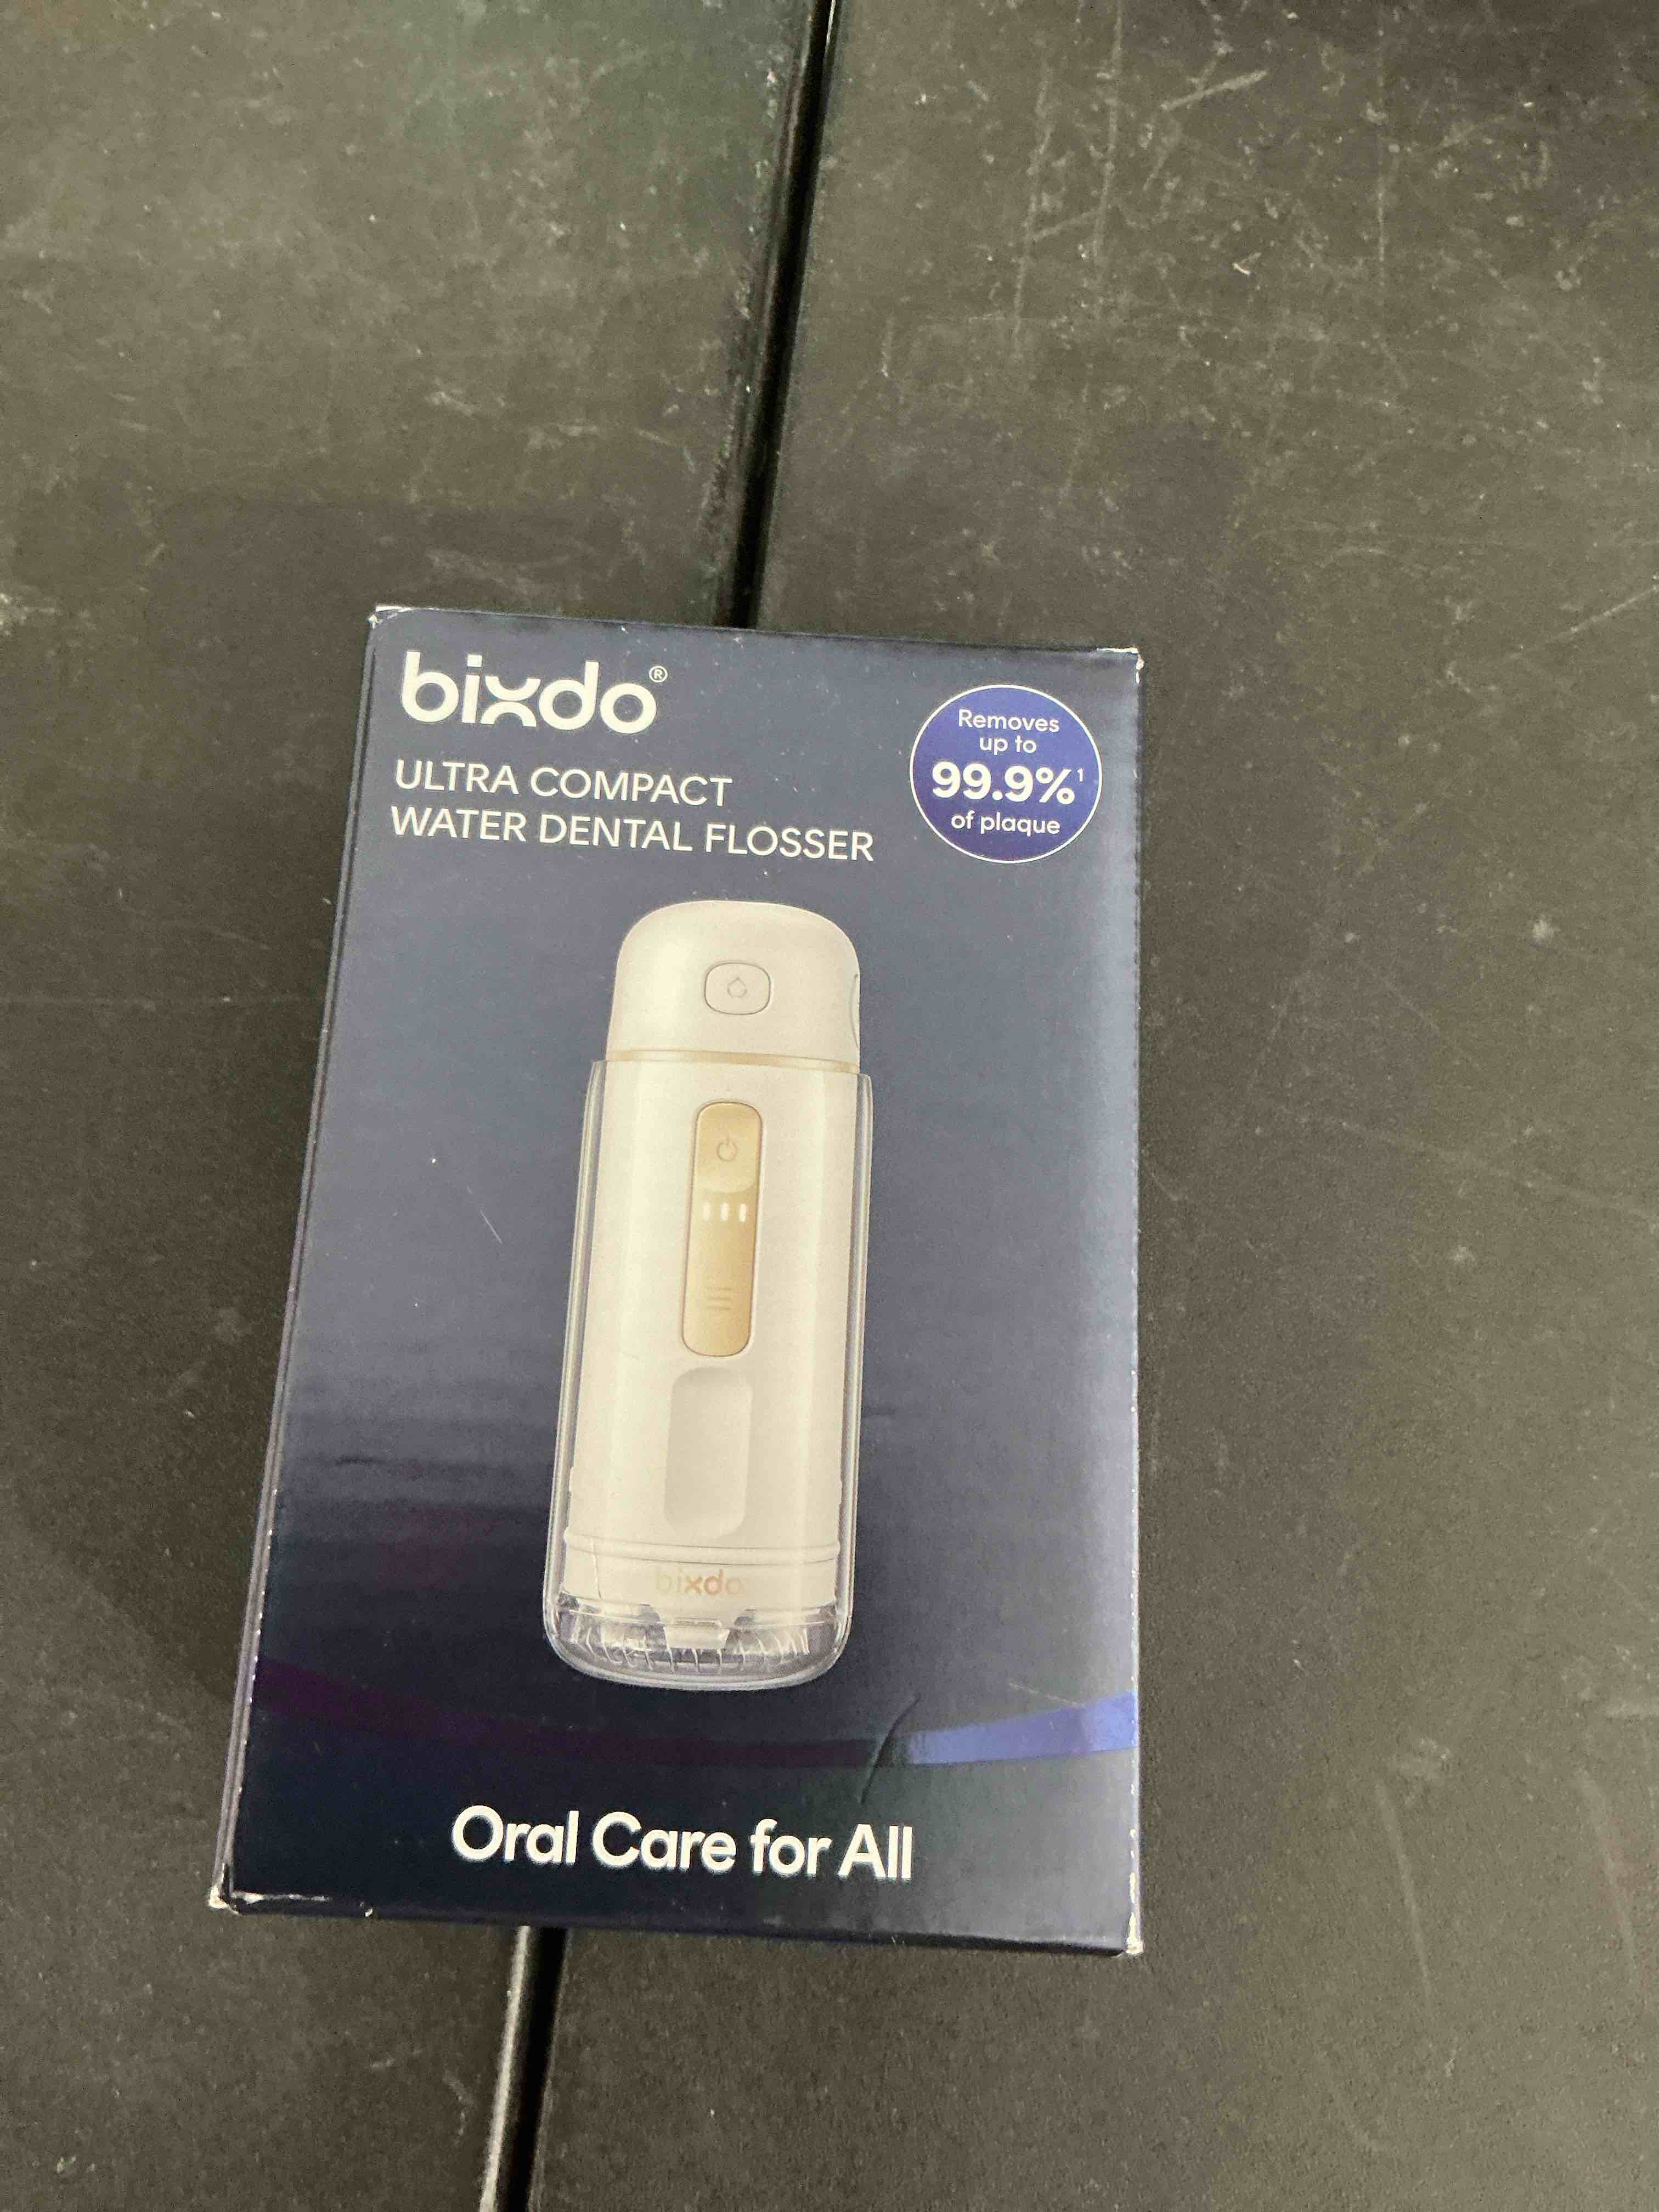 bixdo®
ULTRA COMPACT
WATER DENTAL FLOSSER
Removes
up to
99.9%¹
of plaque
bixdo
Oral Care for All